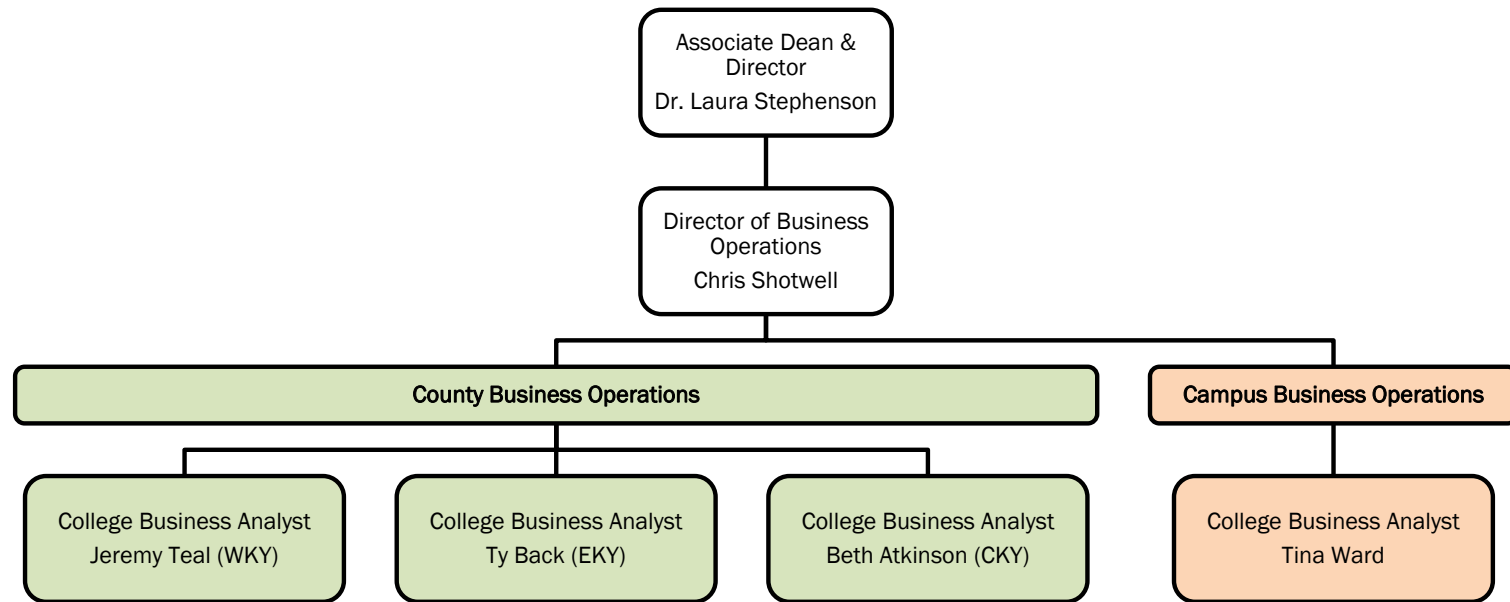 Associate Dean &
Director
Dr. Laura Stephenson
Director of Business
Operations
Chris Shotwell
County Business Operations
Campus Business Operations
College Business Analyst
Jeremy Teal (WKY)
College Business Analyst
Ty Back (EKY)
College Business Analyst
Beth Atkinson (CKY)
College Business Analyst
Tina Ward